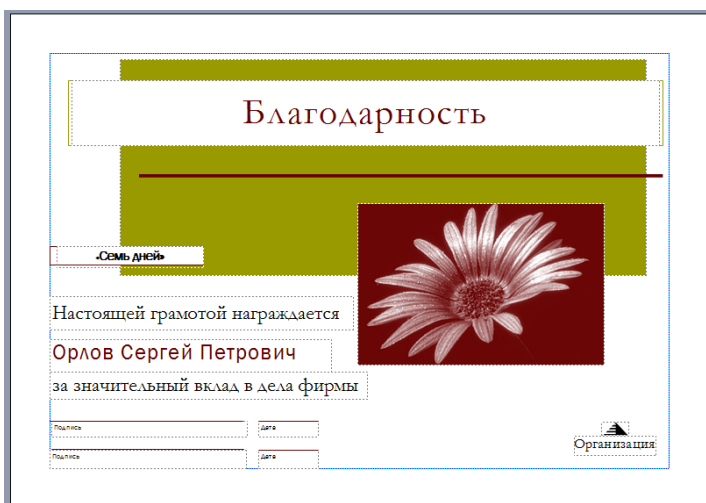 Благодарность
«Семь дней»
Настоящей грамотой награждается
Орлов Сергей Петрович
за значительный вклад в дела фирмы
Подпись Дата
Организация
Подпись Дата